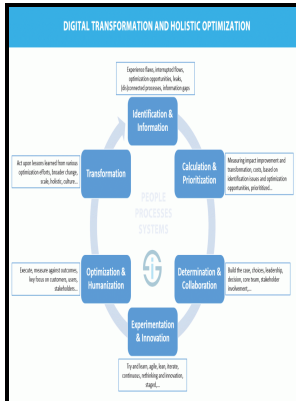 DIGITAL TRANSFORMATION AND HOLISTIC OPTIMIZATION
Experience flaws, interrupted flows,
optimization opportunities, leaks,
(dis)connected processes, information gaps
Identification &
Information
Act upon lessons learned from various
optimization efforts, broader change,
scale, holistic, culture...
Transformation
Calculation &
Prioritization
Measuring impact improvement and
transformation, costs, based on
identification issues and optimization
opportunities, prioritized...
PEOPLE
PROCESSES
SYSTEMS
Execute, measure against outcomes,
key focus on customers, users,
stakeholders...
Optimization &
Humanization
Determination &
Collaboration
Build the case, choices, leadership,
decision, core team, stakeholder
involvement,...
Experimentation
& Innovation
Try and learn, agile, lean, iterate,
continuous, rethinking and innovation,
staged,...